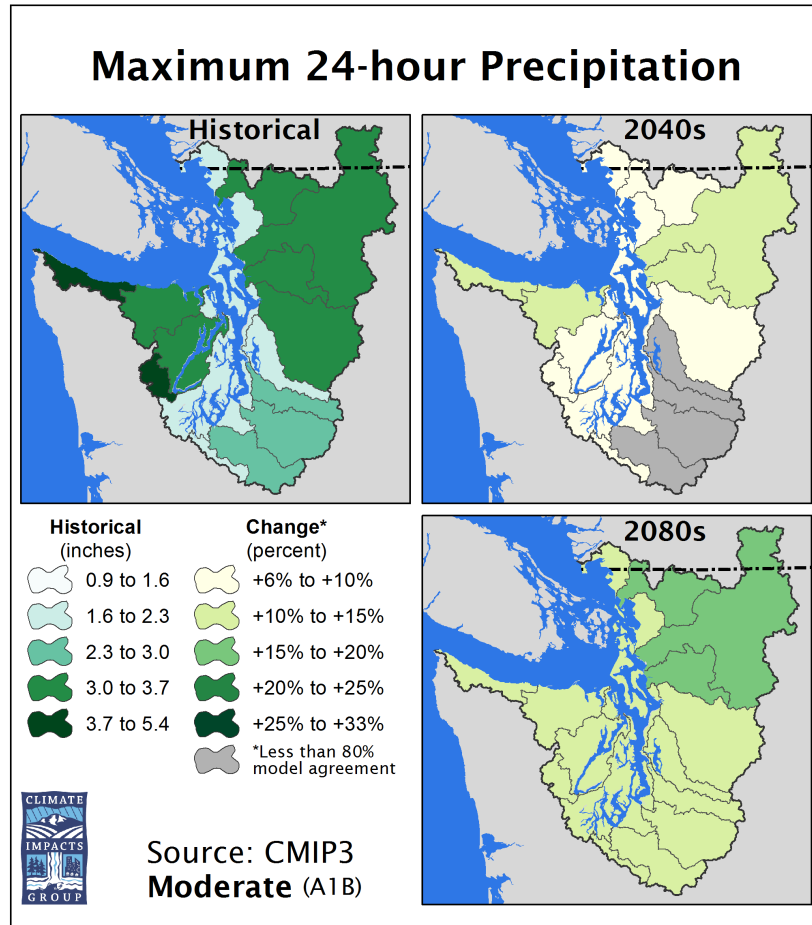 Maximum 24-hour Precipitation
Historical
2040s
Historical
(inches)
0.9 to 1.6
1.6 to 2.3
2.3 to 3.0
3.0 to 3.7
3.7 to 5.4
Change*
(percent)
+6% to +10%
+10% to +15%
+15% to +20%
+20% to +25%
+25% to +33%
*Less than 80%
model agreement
2080s
CLIMATE
IMPACTS
GROUP
Source: CMIP3
Moderate (A1B)